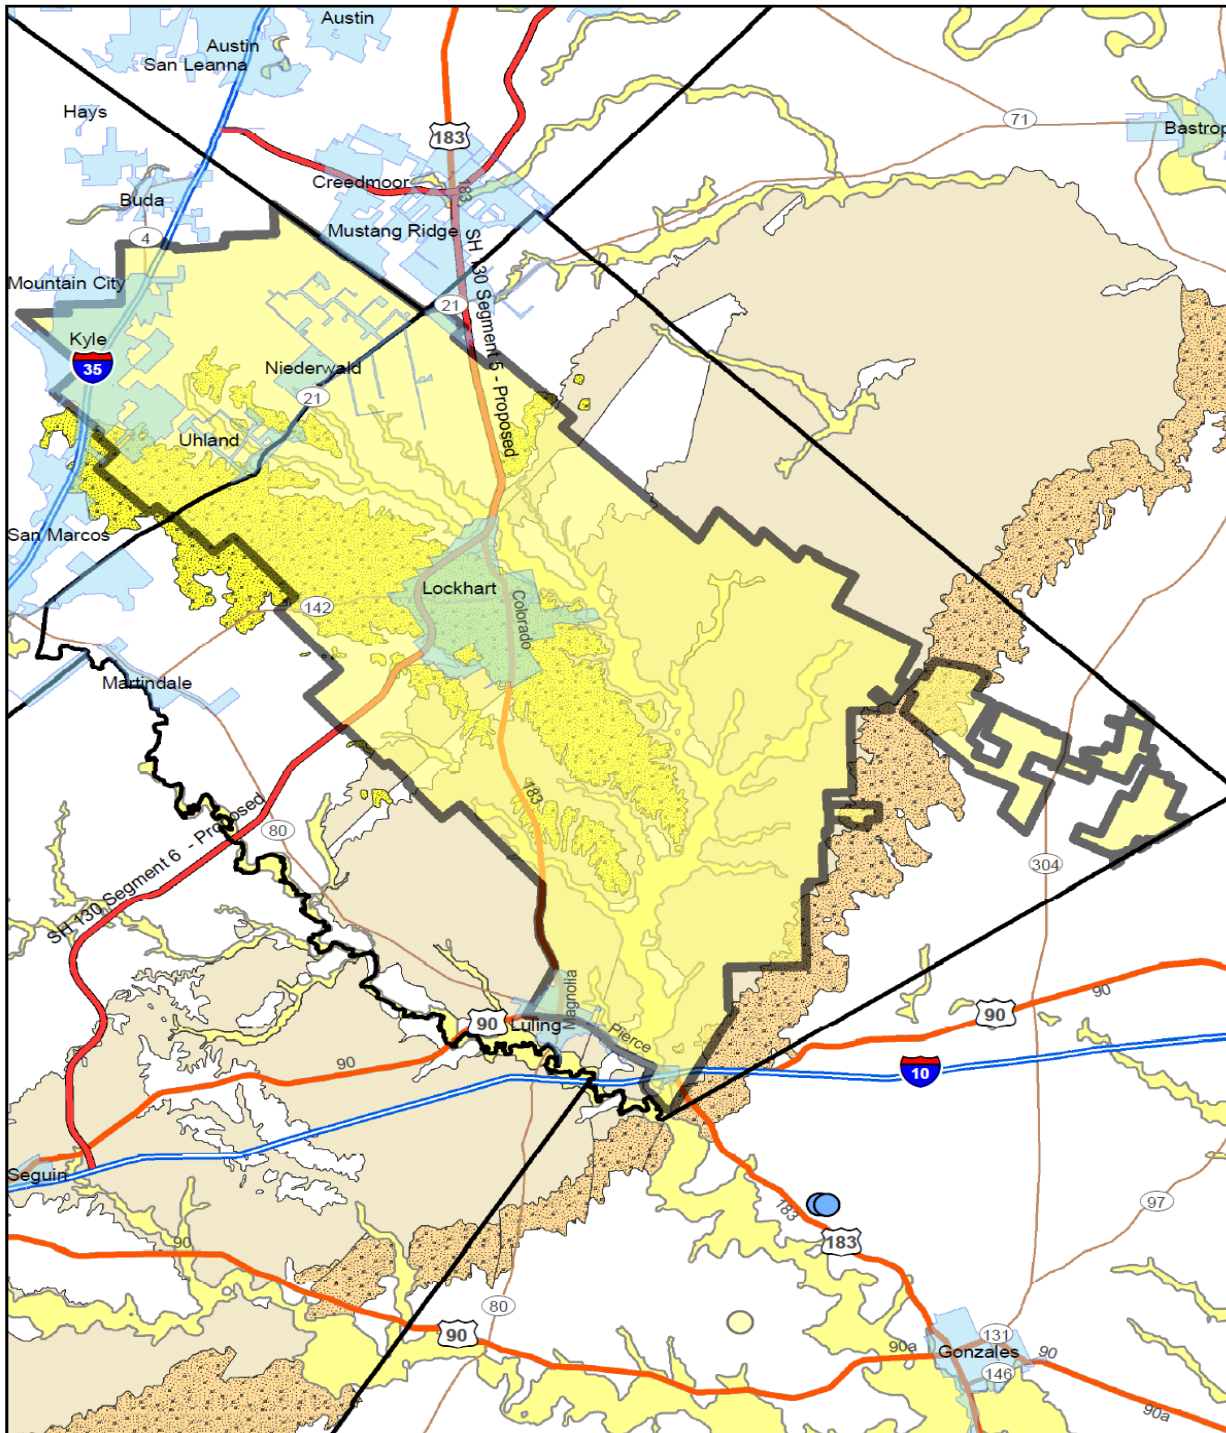 Austin
Austin
San Leanna
Hays
71
Bastrop
183
Creedmoor
183
Buda
Mustang Ridge
4
SH 130 Segment 5 - Proposed
Mountain City
21
Kyle
35
Niederwald
21
Uhland
San Marcos
Lockhart
142
Colorado
Martindale
183
80
SH 130 Segment 6 - Proposed
304
Magnolia
90
90
90
Luling
Pierce
90
10
Seguin
183
97
183
90
80
90
131
Gonzales
90
90a
146
90a